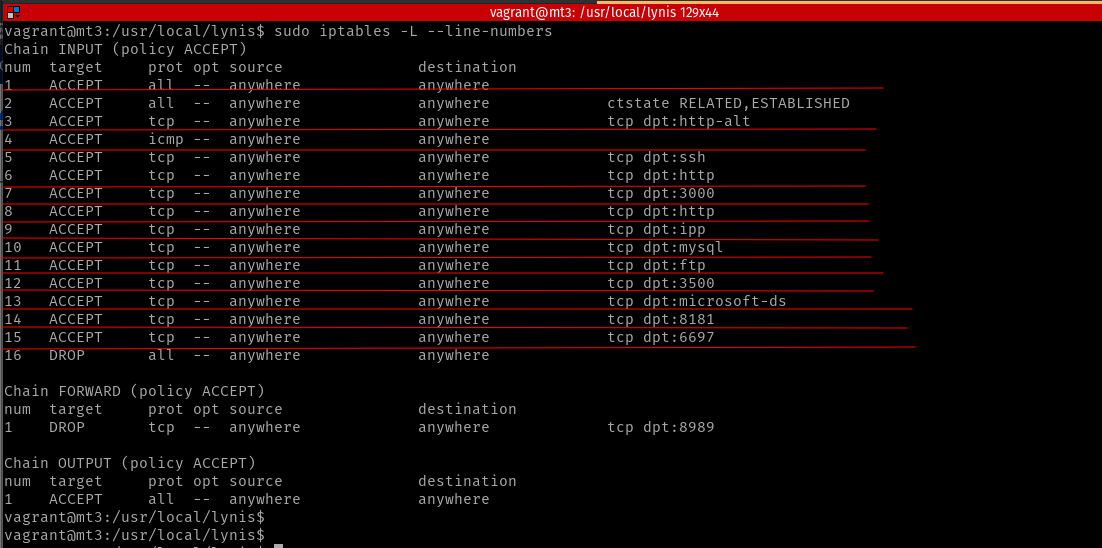 vagrant@mt3: /usr/local/lynis 129x44
vagrant@mt3:/usr/local/lynis$ sudo iptables -L --line-numbers
Chain INPUT (policy ACCEPT)
num  target     prot opt source               destination
1    ACCEPT     all  --  anywhere             anywhere
2    ACCEPT     all  --  anywhere             anywhere             ctstate RELATED,ESTABLISHED
3    ACCEPT     tcp  --  anywhere             anywhere             tcp dpt:http-alt
4    ACCEPT     icmp --  anywhere             anywhere
5    ACCEPT     tcp  --  anywhere             anywhere             tcp dpt:ssh
6    ACCEPT     tcp  --  anywhere             anywhere             tcp dpt:http
7    ACCEPT     tcp  --  anywhere             anywhere             tcp dpt:3000
8    ACCEPT     tcp  --  anywhere             anywhere             tcp dpt:http
9    ACCEPT     tcp  --  anywhere             anywhere             tcp dpt:ipp
10   ACCEPT     tcp  --  anywhere             anywhere             tcp dpt:mysql
11   ACCEPT     tcp  --  anywhere             anywhere             tcp dpt:ftp
12   ACCEPT     tcp  --  anywhere             anywhere             tcp dpt:3500
13   ACCEPT     tcp  --  anywhere             anywhere             tcp dpt:microsoft-ds
14   ACCEPT     tcp  --  anywhere             anywhere             tcp dpt:8181
15   ACCEPT     tcp  --  anywhere             anywhere             tcp dpt:6697
16   DROP       all  --  anywhere             anywhere
Chain FORWARD (policy ACCEPT)
num  target     prot opt source               destination
1    DROP       tcp  --  anywhere             anywhere             tcp dpt:8989
Chain OUTPUT (policy ACCEPT)
num  target     prot opt source               destination
1    ACCEPT     all  --  anywhere             anywhere
vagrant@mt3:/usr/local/lynis$
vagrant@mt3:/usr/local/lynis$